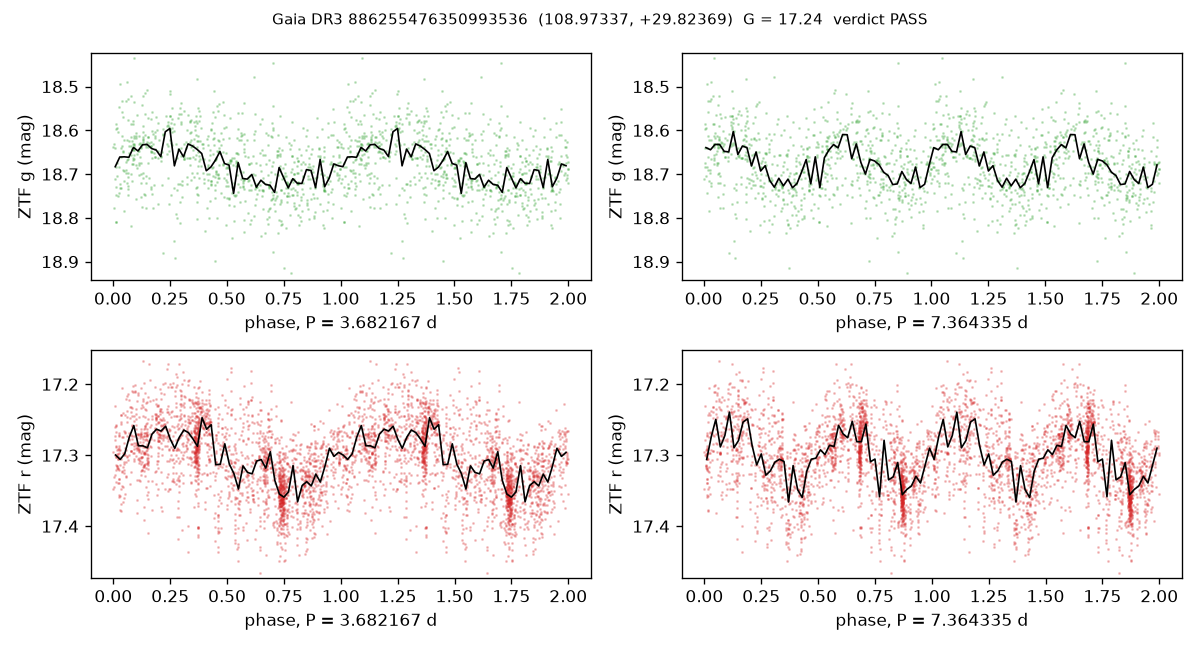 Gaia DR3 886255476350993536 (108.97337, +29.82369) G = 17.24 verdict PASS
ZTF g (mag)
18.5
18.6
18.7
18.8
18.9
0.00 0.25 0.50 0.75 1.00 1.25 1.50 1.75 2.00
phase, P = 3.682167 d
ZTF g (mag)
18.5
18.6
18.7
18.8
18.9
0.00 0.25 0.50 0.75 1.00 1.25 1.50 1.75 2.00
phase, P = 7.364335 d
ZTF r (mag)
17.2
17.3
17.4
0.00 0.25 0.50 0.75 1.00 1.25 1.50 1.75 2.00
phase, P = 3.682167 d
ZTF r (mag)
17.2
17.3
17.4
0.00 0.25 0.50 0.75 1.00 1.25 1.50 1.75 2.00
phase, P = 7.364335 d